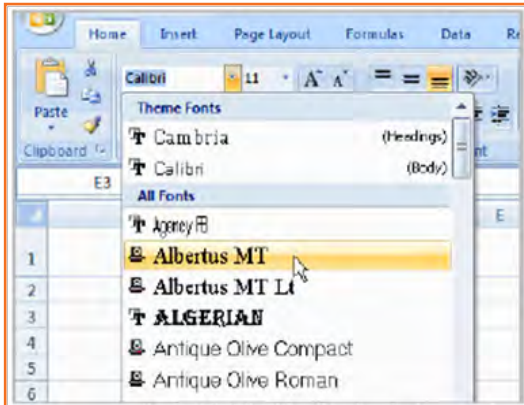 Home Insert Page Layout Formulas Data
Calibri 11 A A
Paste
Clipboard
Theme Fonts
Cambria (Headings)
Calibri (Body)
All Fonts
Agency FB
Albertus MT
Albertus MT Lt
ALGERIAN
Antique Olive Compact
Antique Olive Roman
E3
E
1
2
3
4
5
6